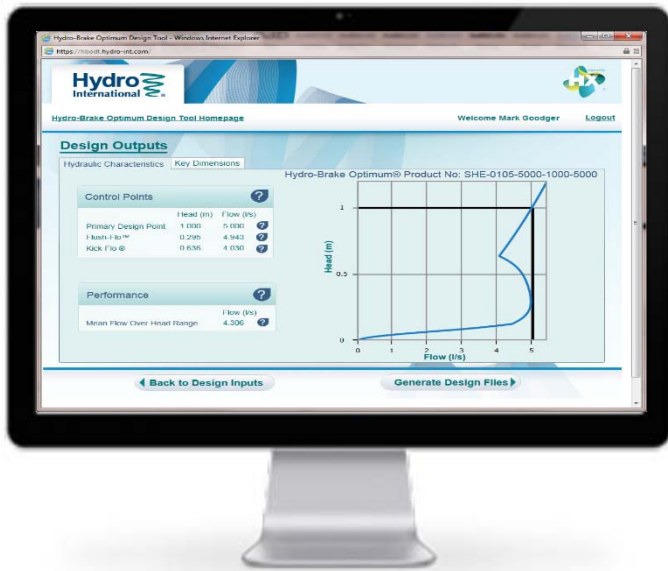 Hydro-Brake Optimum Design Tool - Windows Internet Explorer
https://hbodt.hydro-int.com/
Hydro
International ®
HX
Hydro-Brake Optimum Design Tool Homepage
Welcome Mark Goodger Logout
Design Outputs
Hydraulic Characteristics Key Dimensions
Hydro-Brake Optimum® Product No: SHE-0105-5000-1000-5000
Control Points ?
Head (m) Flow (l/s)
Primary Design Point 1.000 5.000 ?
Flush-Flo™ 0.295 4.943 ?
Kick Flo ® 0.636 4.030 ?
Performance ?
Flow (l/s)
Mean Flow Over Head Range 4.306 ?
Head (m)
1
0.5
0
0 1 2 3 4 5
Flow (l/s)
Back to Design Inputs
Generate Design Files